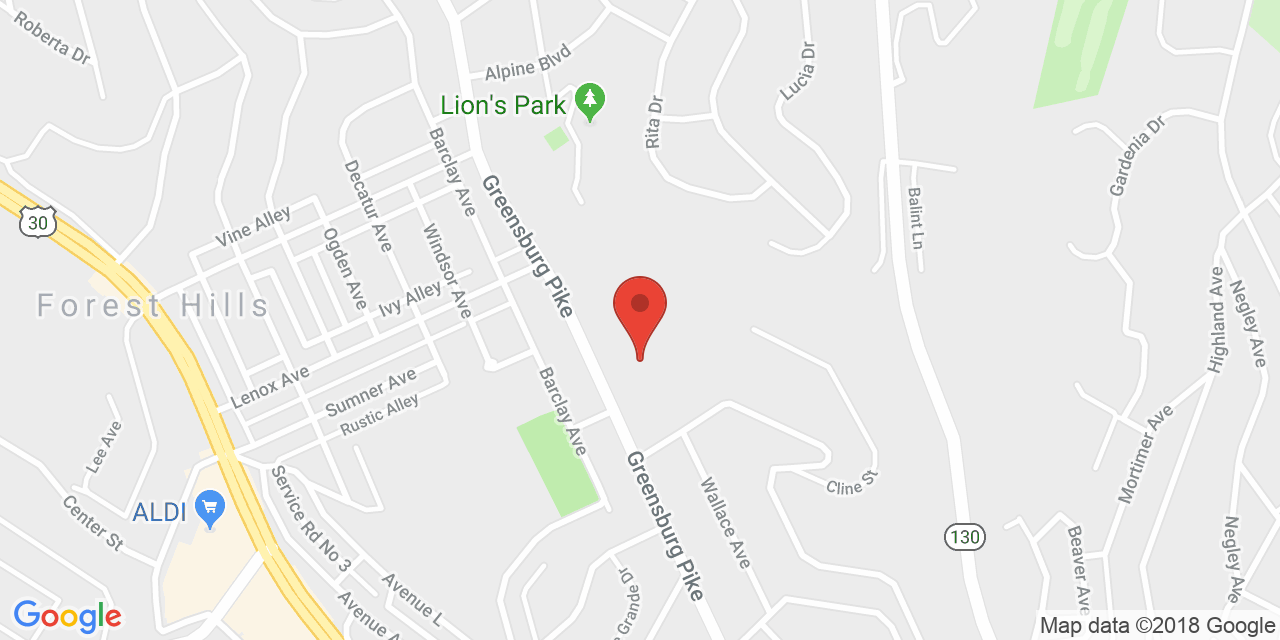 Roberta Dr
Alpine Blvd
Lucia Dr
Lion's Park
Rita Dr
Gardenia Dr
Barclay Ave
Decatur Ave
Greensburg Pike
Vine Alley
30
Ogden Ave
Windsor Ave
Balint Ln
Ivy Alley
Forest Hills
Highland Ave
Negley Ave
Lenox Ave
Sumner Ave
Rustic Alley
Barclay Ave
Lee Ave
Mortimer Ave
Cline St
Greensburg Pike
Wallace Ave
ALDI
Center St
Service Rd No 3
130
Beaver Ave
Negley Ave
Avenue L
Avenue A
Grande Dr
Google
Map data ©2018 Google